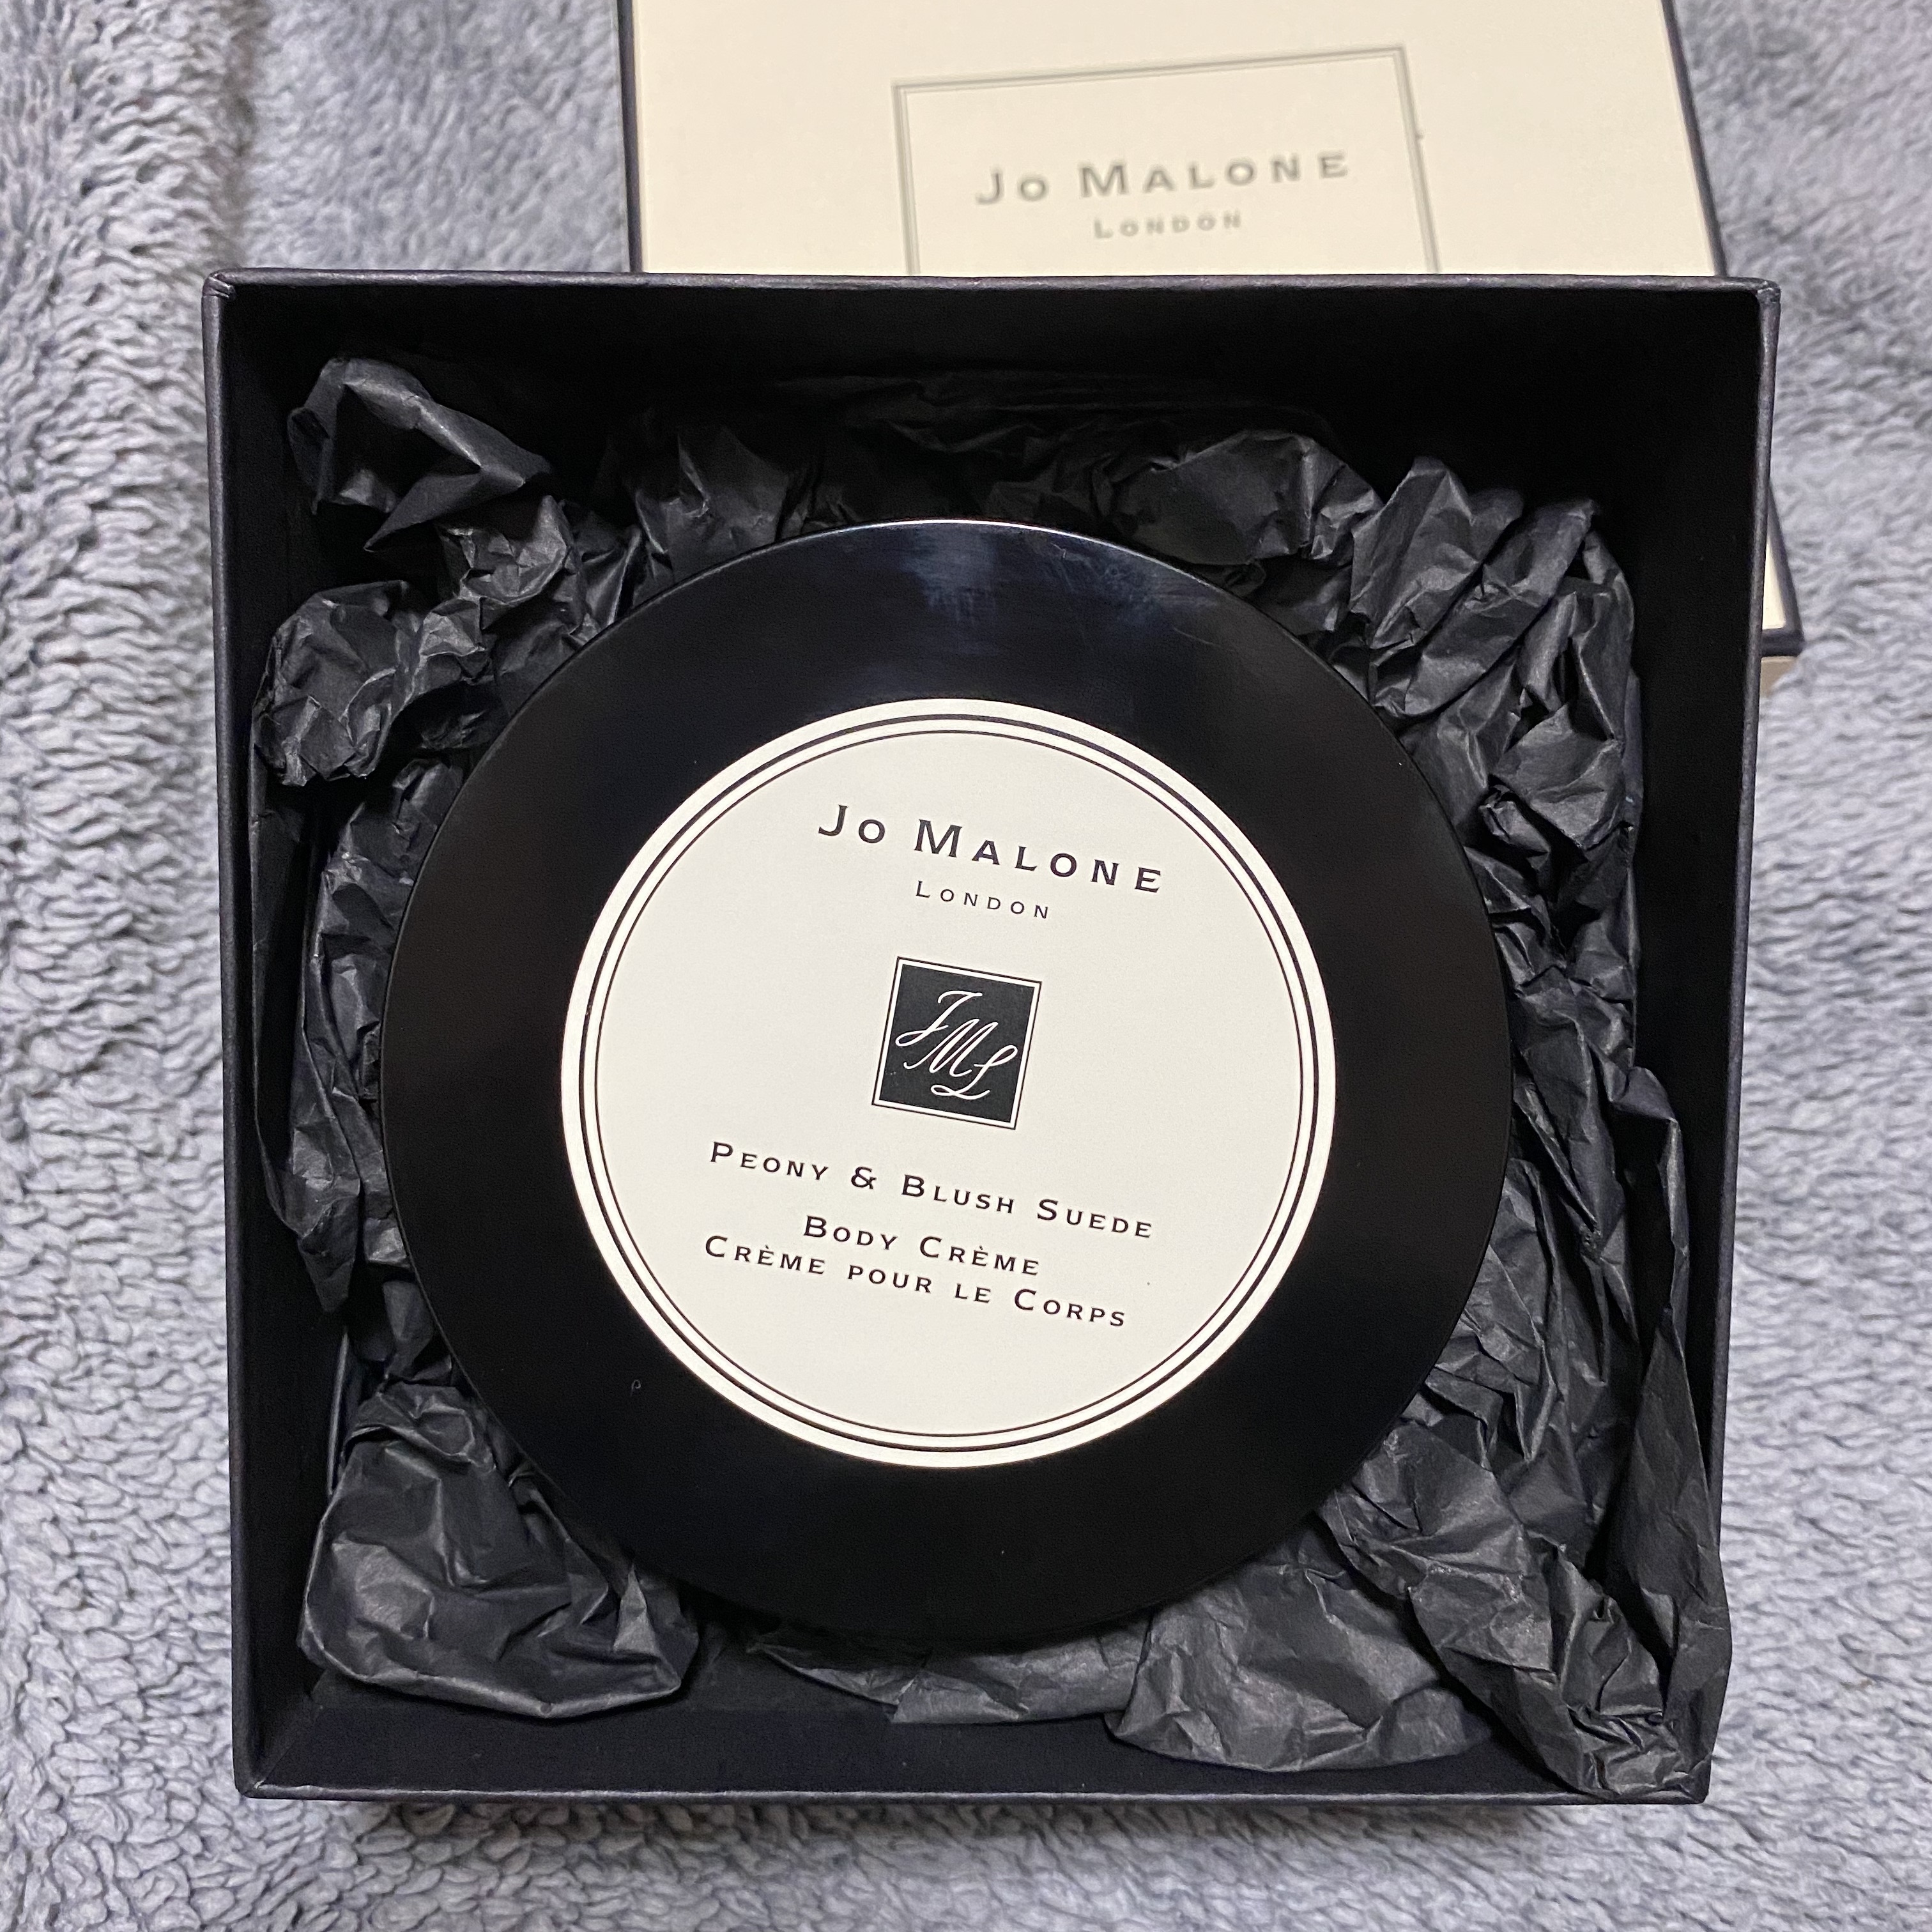 Jo Malone
London
Jo Malone
London
JML
Peony & Blush Suede
Body Crème
Crème pour le Corps